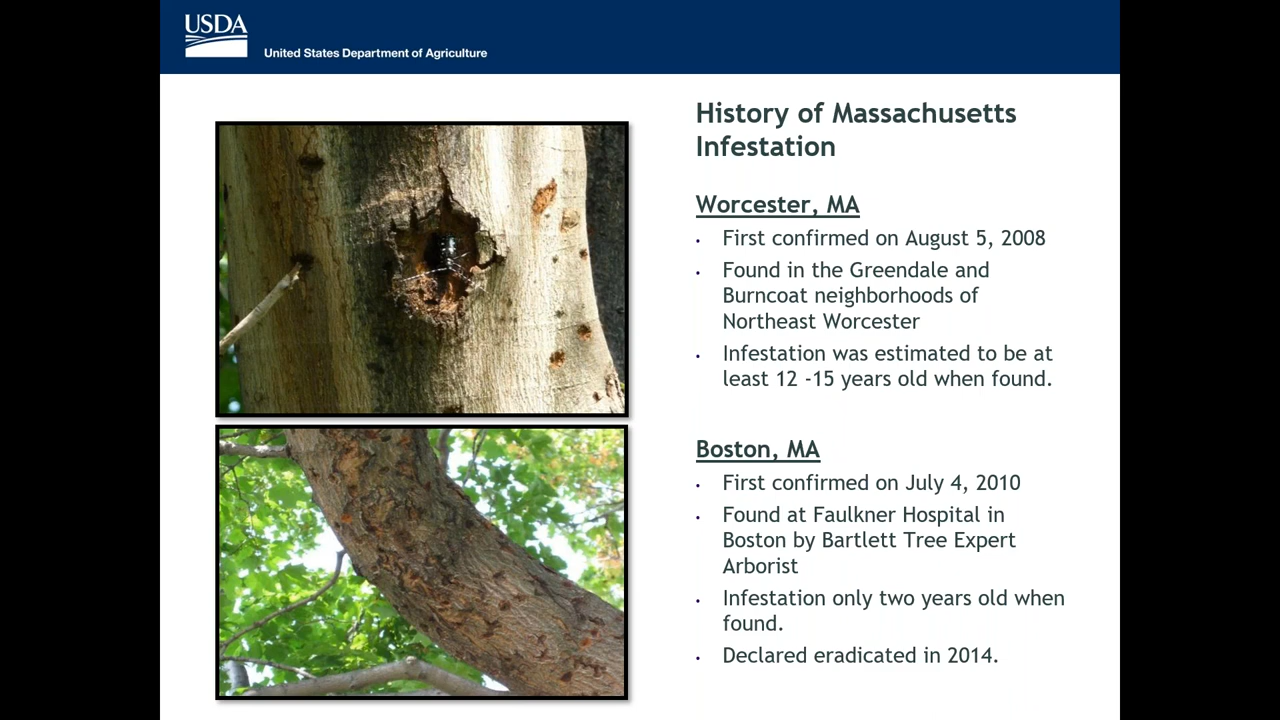 USDA
United States Department of Agriculture
History of Massachusetts
Infestation
Worcester, MA
• First confirmed on August 5, 2008
• Found in the Greendale and
Burncoat neighborhoods of
Northeast Worcester
• Infestation was estimated to be at
least 12 -15 years old when found.
Boston, MA
• First confirmed on July 4, 2010
• Found at Faulkner Hospital in
Boston by Bartlett Tree Expert
Arborist
• Infestation only two years old when
found.
• Declared eradicated in 2014.